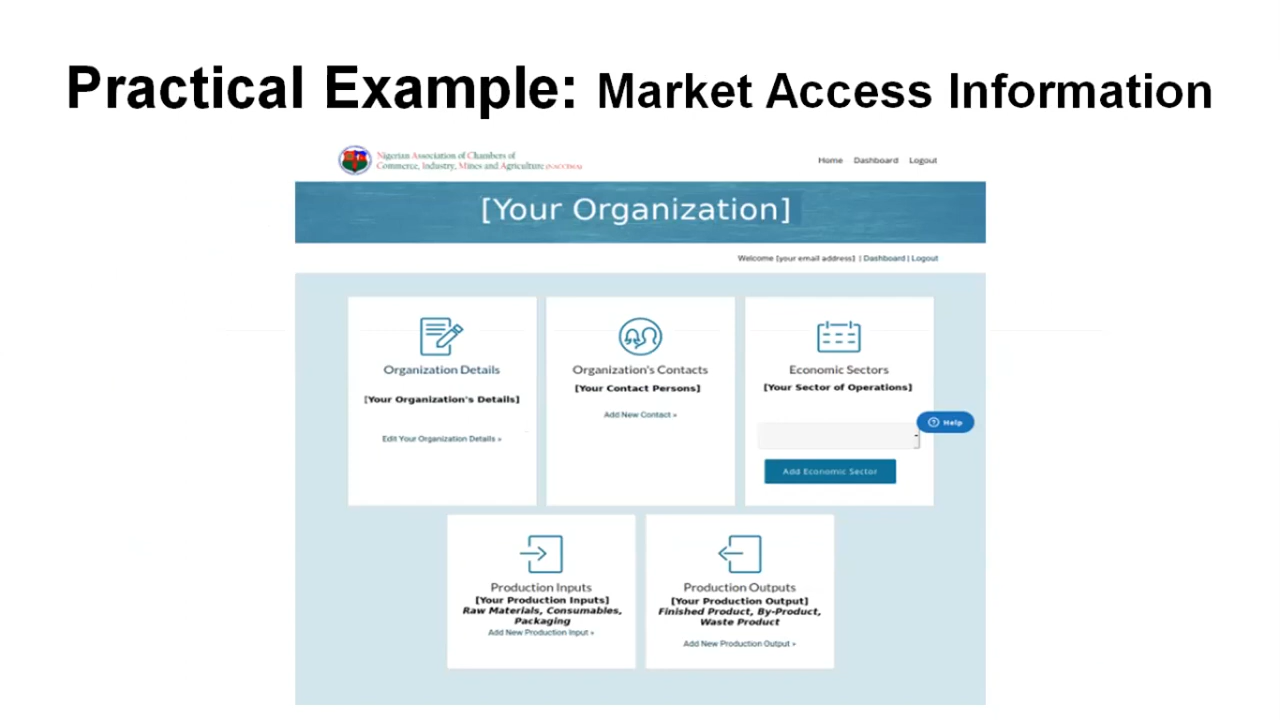 Practical Example: Market Access Information
Nigerian Association of Chambers of
Commerce, Industry, Mines and Agriculture (NACCIMA)
Home Dashboard Logout
[Your Organization]
Welcome [your email address] | Dashboard | Logout
Organization Details
[Your Organization's Details]
Edit Your Organization Details »
Organization's Contacts
[Your Contact Persons]
Add New Contact »
Economic Sectors
[Your Sector of Operations]
Help
Add Economic Sector
Production Inputs
[Your Production Inputs]
Raw Materials, Consumables,
Packaging
Add New Production Input »
Production Outputs
[Your Production Output]
Finished Product, By-Product,
Waste Product
Add New Production Output »